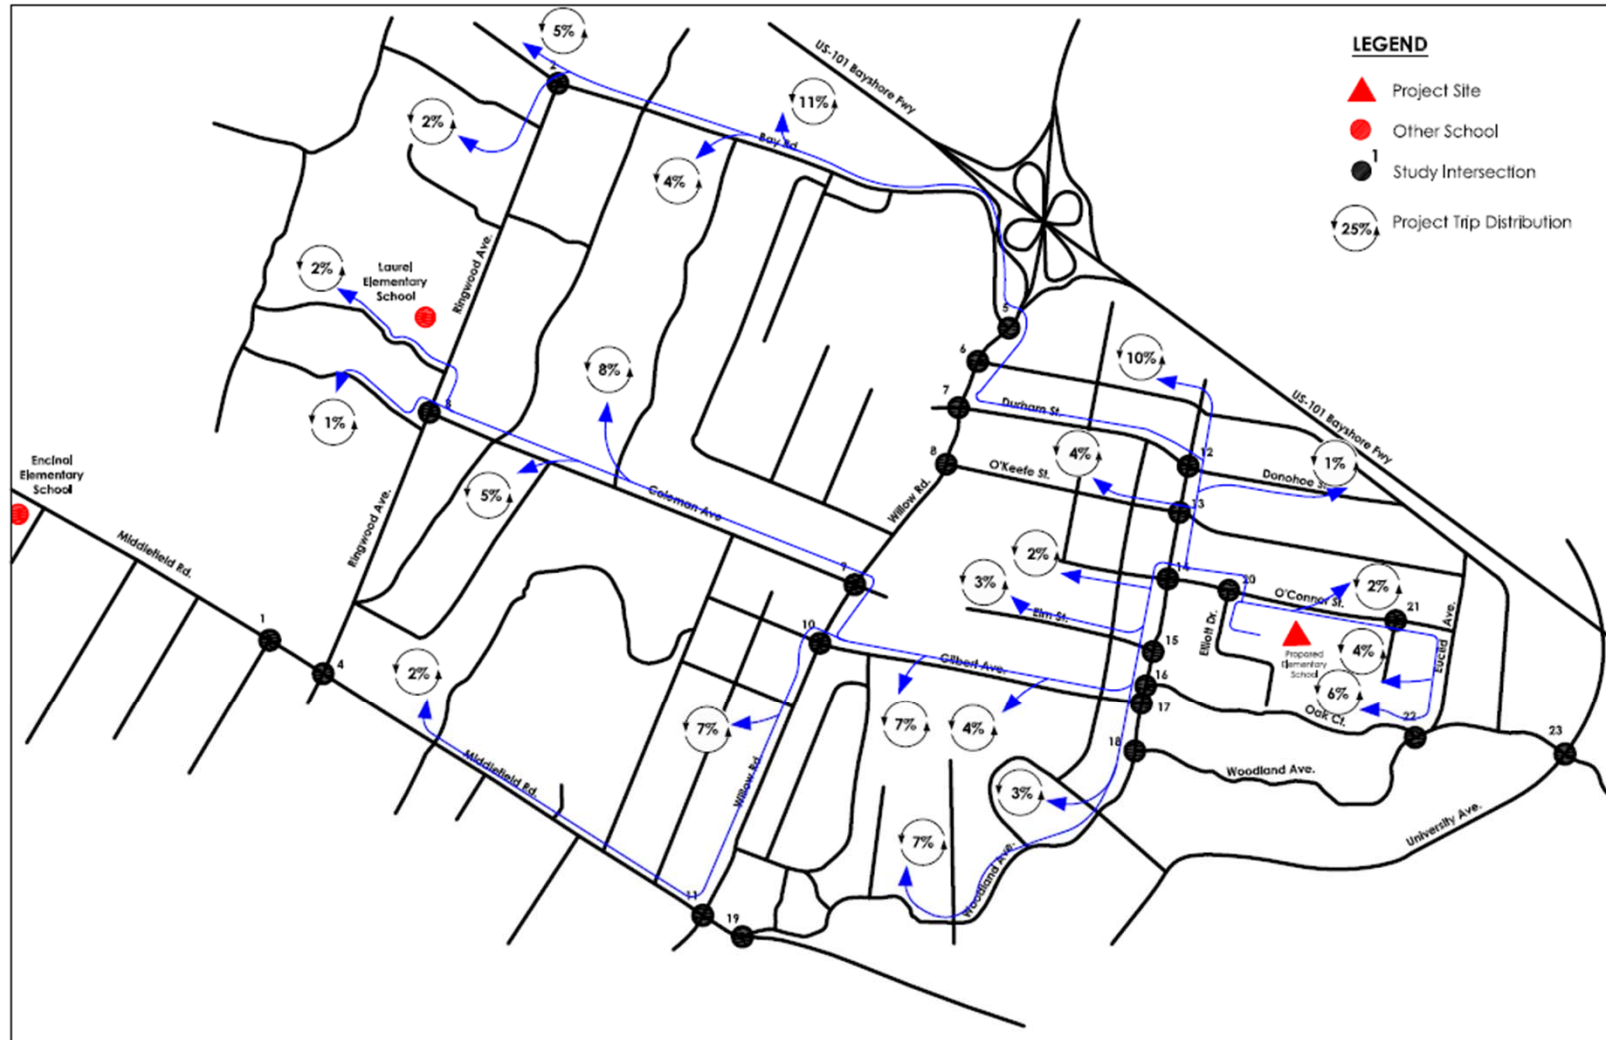 5%
2
US-101 Bayshore Fwy
LEGEND
Project Site
Other School
1
Study Intersection
25%
Project Trip Distribution
11%
2%
Bay Rd
4%
Ringwood Ave.
2%
Laurel
Elementary
School
5
6
10%
8%
7
Durham St.
US-101 Bayshore Fwy
3
1%
8
O'Keefe St.
4%
12
Donohoe St.
1%
Encinal
Elementary
School
5%
Coleman Ave
Willow Rd.
13
Ringwood Ave.
Middlefield Rd.
2%
14
20
3%
9
O'Connor St.
2%
21
Elm St.
1
10
15
Elliott Dr.
Proposed
Elementary
School
4%
Euclid Ave.
4
2%
Gilbert Ave.
16
17
6%
Oak Ct.
22
7%
7%
4%
18
23
Middlefield Rd.
Willow Rd.
3%
Woodland Ave.
7%
University Ave.
Woodland Ave.
11
19